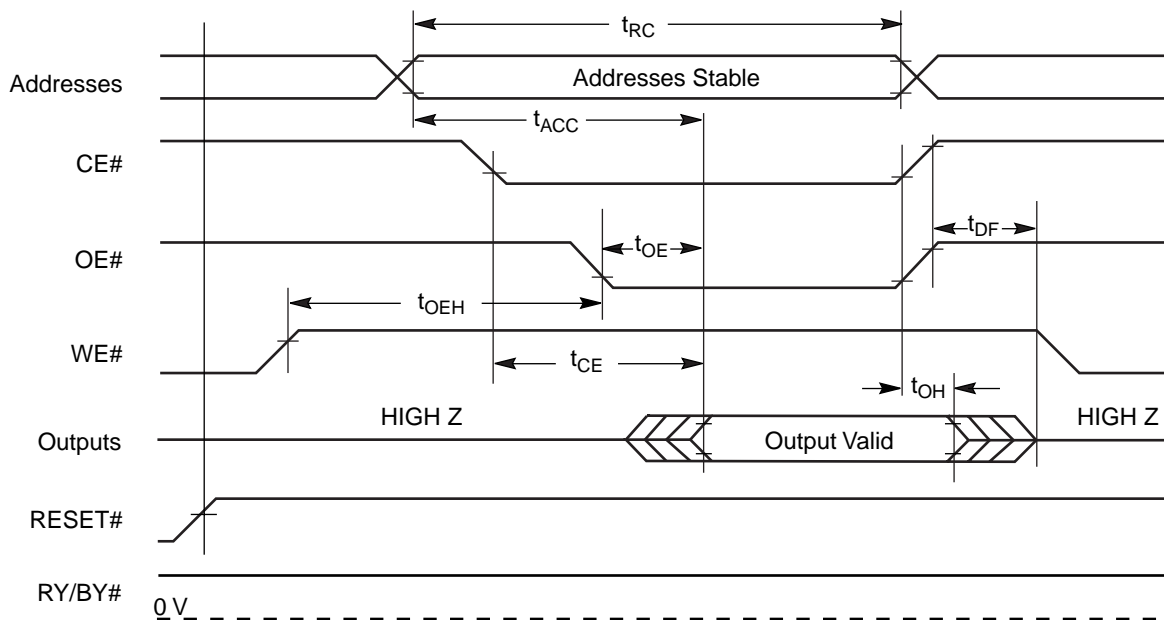 tRC
Addresses
Addresses Stable
tACC
CE#
OE#
tOE
tDF
tOEH
WE#
tCE
tOH
HIGH Z
HIGH Z
Outputs
Output Valid
RESET#
RY/BY#
0 V